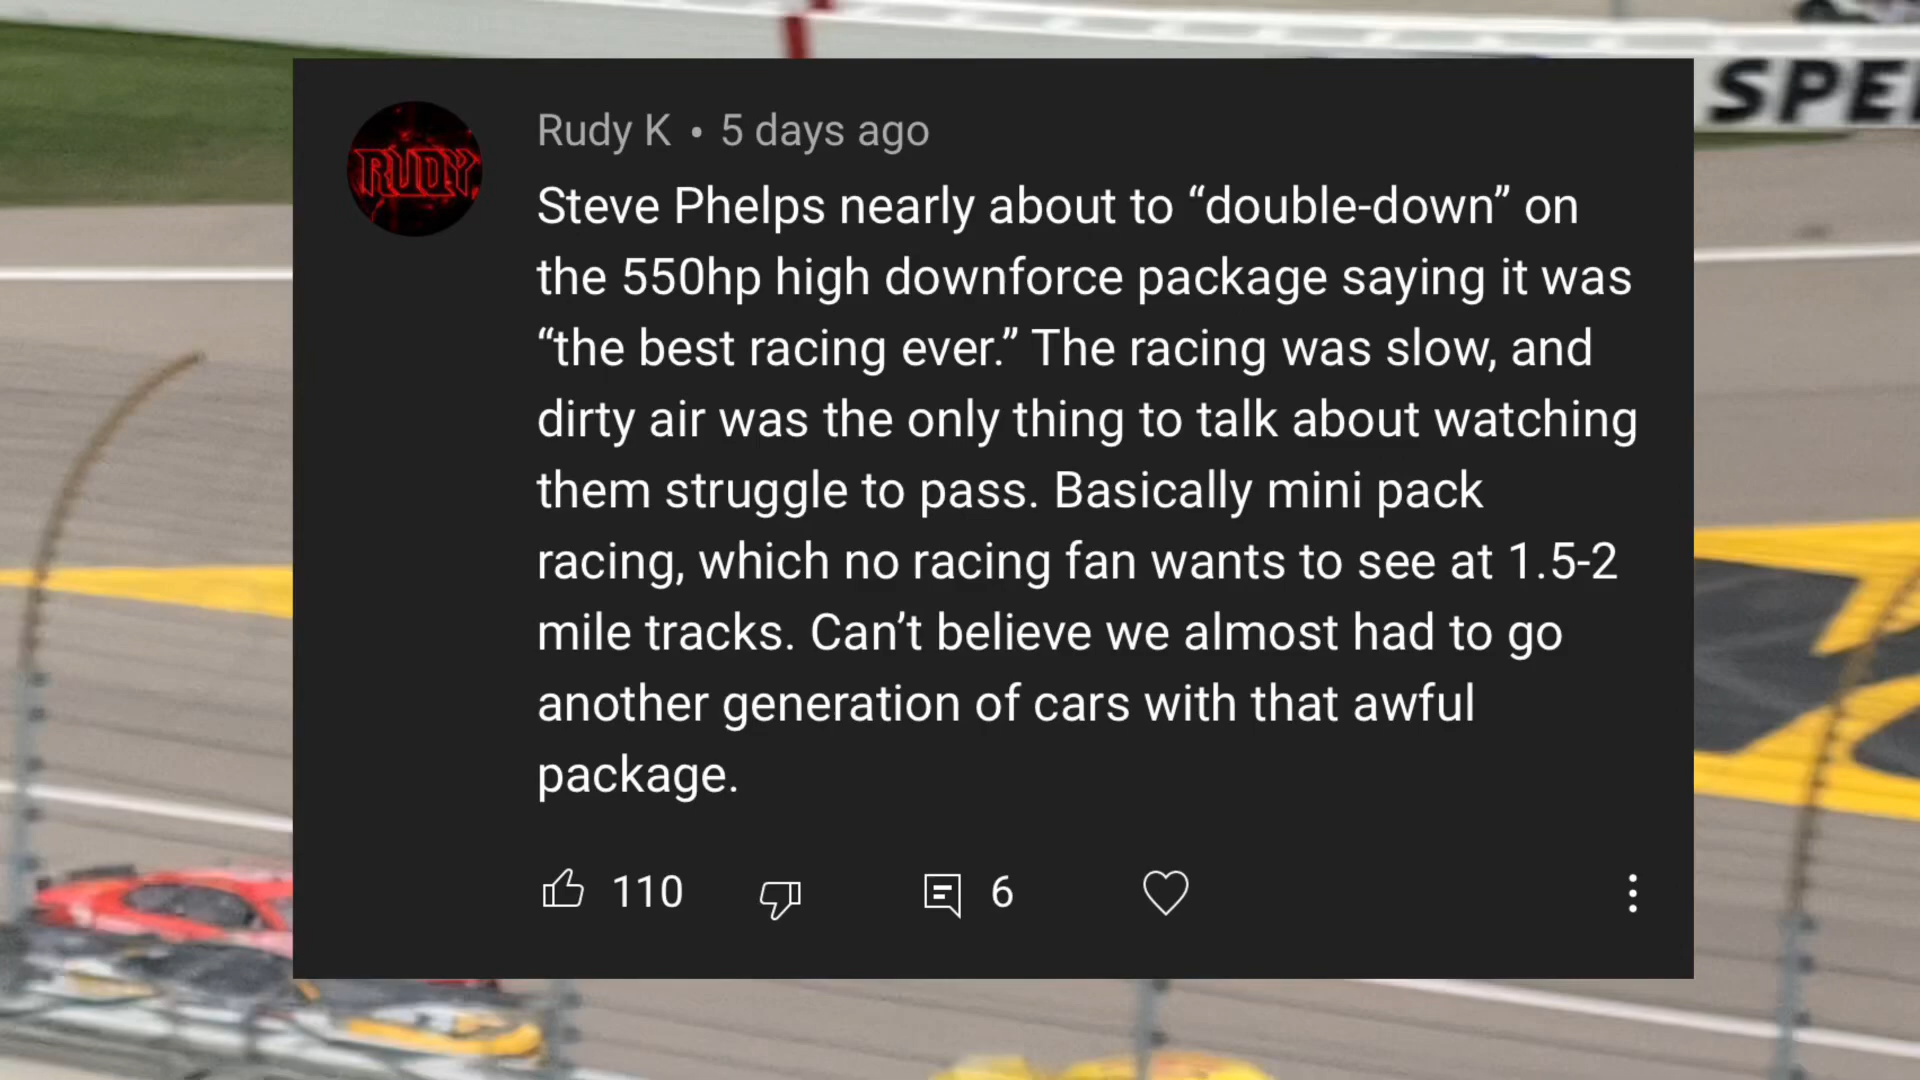 SPE
RUDY
Rudy K • 5 days ago
Steve Phelps nearly about to “double-down” on
the 550hp high downforce package saying it was
“the best racing ever.” The racing was slow, and
dirty air was the only thing to talk about watching
them struggle to pass. Basically mini pack
racing, which no racing fan wants to see at 1.5-2
mile tracks. Can’t believe we almost had to go
another generation of cars with that awful
package.
110 6